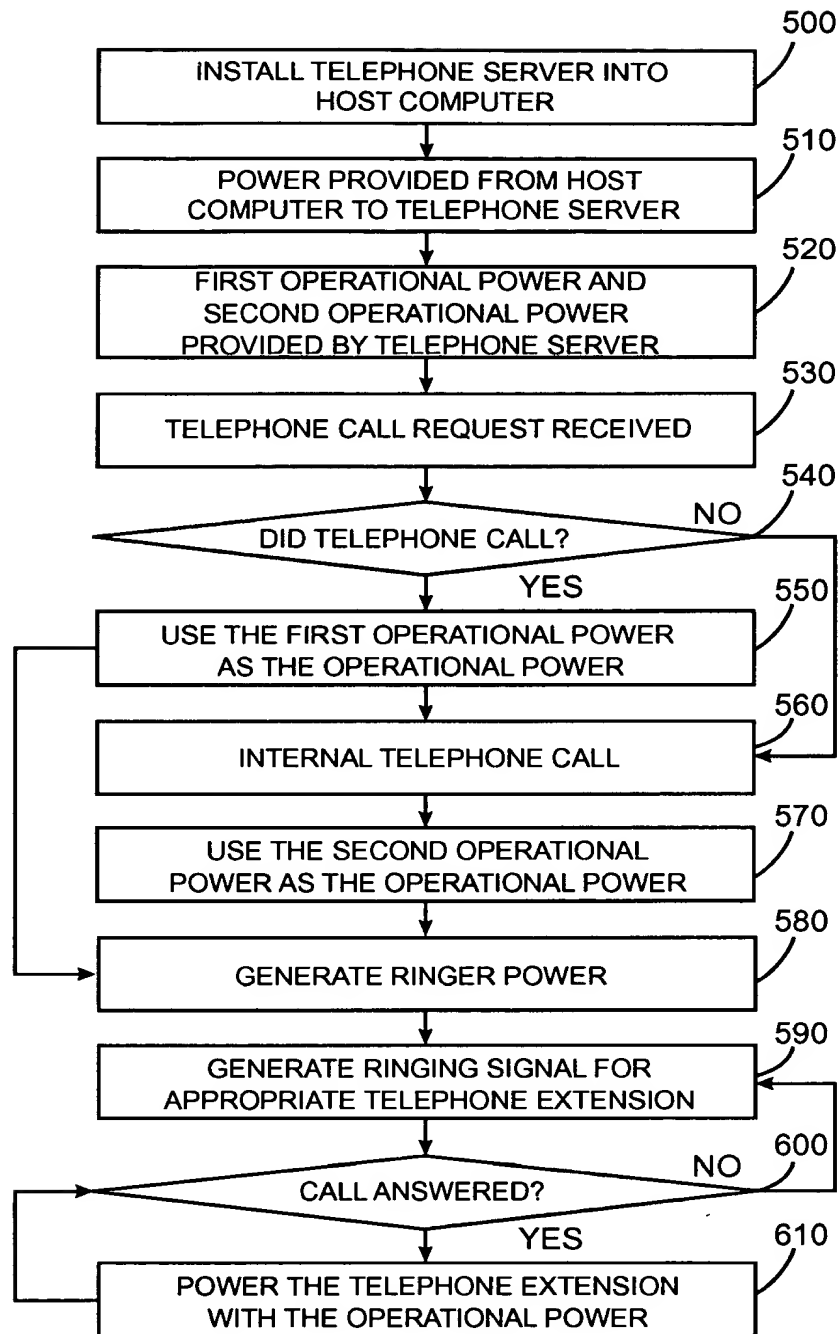 500
INSTALL TELEPHONE SERVER INTO
HOST COMPUTER
510
POWER PROVIDED FROM HOST
COMPUTER TO TELEPHONE SERVER
520
FIRST OPERATIONAL POWER AND
SECOND OPERATIONAL POWER
PROVIDED BY TELEPHONE SERVER
530
TELEPHONE CALL REQUEST RECEIVED
540
NO
DID TELEPHONE CALL?
YES
550
USE THE FIRST OPERATIONAL POWER
AS THE OPERATIONAL POWER
560
INTERNAL TELEPHONE CALL
570
USE THE SECOND OPERATIONAL
POWER AS THE OPERATIONAL POWER
580
GENERATE RINGER POWER
590
GENERATE RINGING SIGNAL FOR
APPROPRIATE TELEPHONE EXTENSION
600
NO
CALL ANSWERED?
YES
610
POWER THE TELEPHONE EXTENSION
WITH THE OPERATIONAL POWER